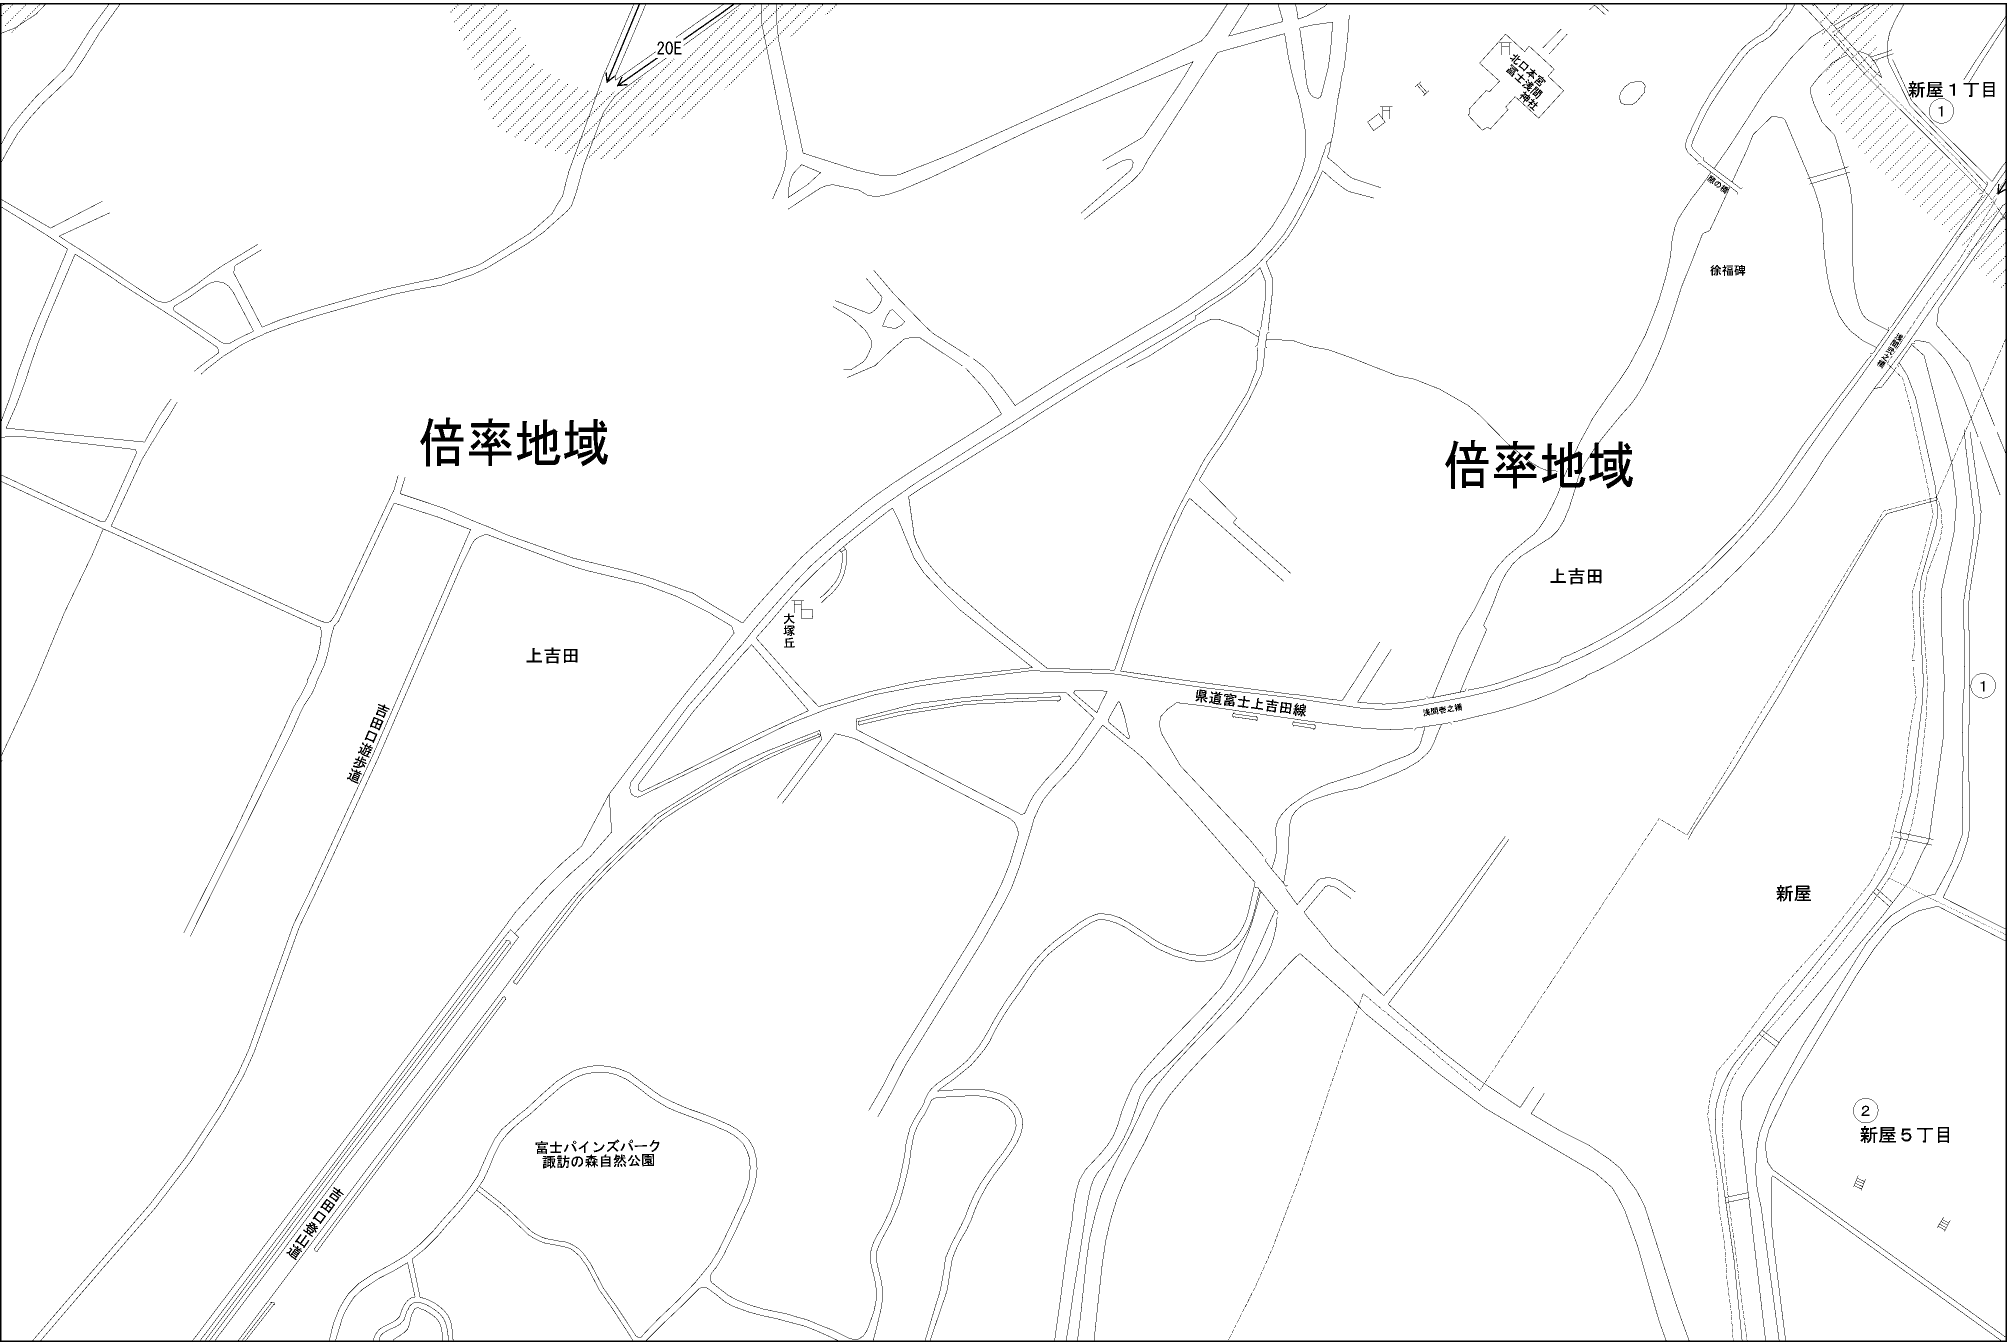 20E
北口本宮
冨士浅間
神社
新屋1丁目
1
徐福碑
倍率地域
倍率地域
上吉田
大塚丘
上吉田
1
県道富士上吉田線
浅間壱之橋
吉田口遊歩道
新屋
2
新屋5丁目
富士パインズパーク
諏訪の森自然公園
吉田口登山道